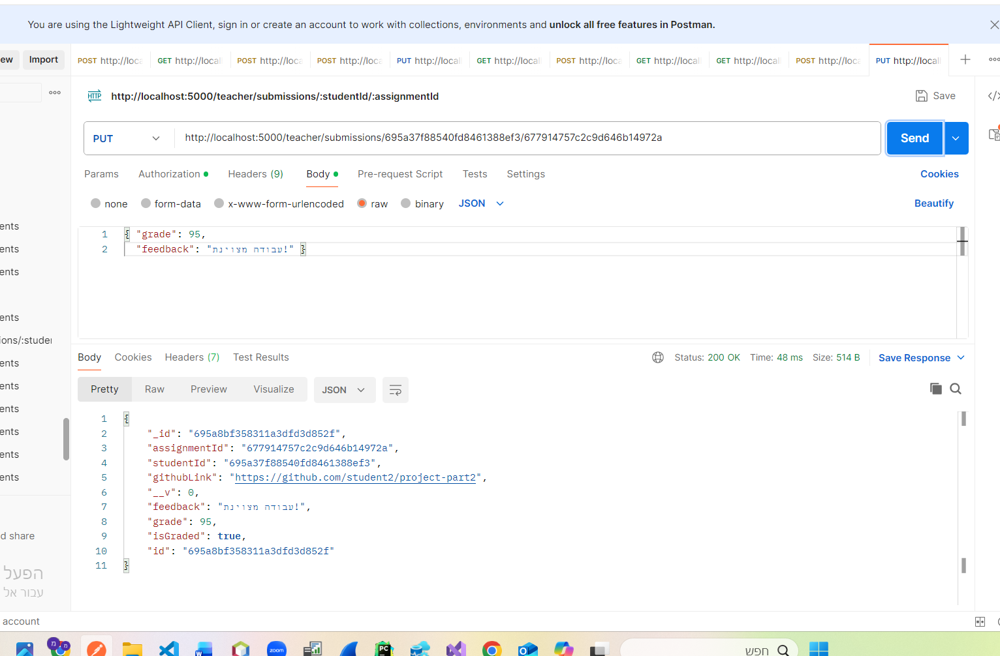 You are using the Lightweight API Client, sign in or create an account to work with collections, environments and unlock all free features in Postman.
ew Import POST http://loca GET http://local POST http://loca POST http://loca PUT http://local GET http://local POST http://loca GET http://local GET http://local POST http://loca PUT http://local
HTTP http://localhost:5000/teacher/submissions/:studentId/:assignmentId Save
PUT http://localhost:5000/teacher/submissions/695a37f88540fd8461388ef3/677914757c2c9d646b14972a Send
Params Authorization Headers (9) Body Pre-request Script Tests Settings Cookies
none form-data x-www-form-urlencoded raw binary JSON Beautify
1 { "grade": 95,
2 "feedback": "עבודה מצוינת!" }
ents
ents
ents
ents
ions/:studer
ents
ents
ents
ents
ents
ents
Body Cookies Headers (7) Test Results Status: 200 OK Time: 48 ms Size: 514 B Save Response
Pretty Raw Preview Visualize JSON
1 {
2 "_id": "695a8bf358311a3dfd3d852f",
3 "assignmentId": "677914757c2c9d646b14972a",
4 "studentId": "695a37f88540fd8461388ef3",
5 "githubLink": "https://github.com/student2/project-part2",
6 "__v": 0,
7 "feedback": "עבודה מצוינת!",
8 "grade": 95,
9 "isGraded": true,
10 "id": "695a8bf358311a3dfd3d852f"
11 }
d share
הפעל
עבור אל
account
מ מ W zoom PC חפש